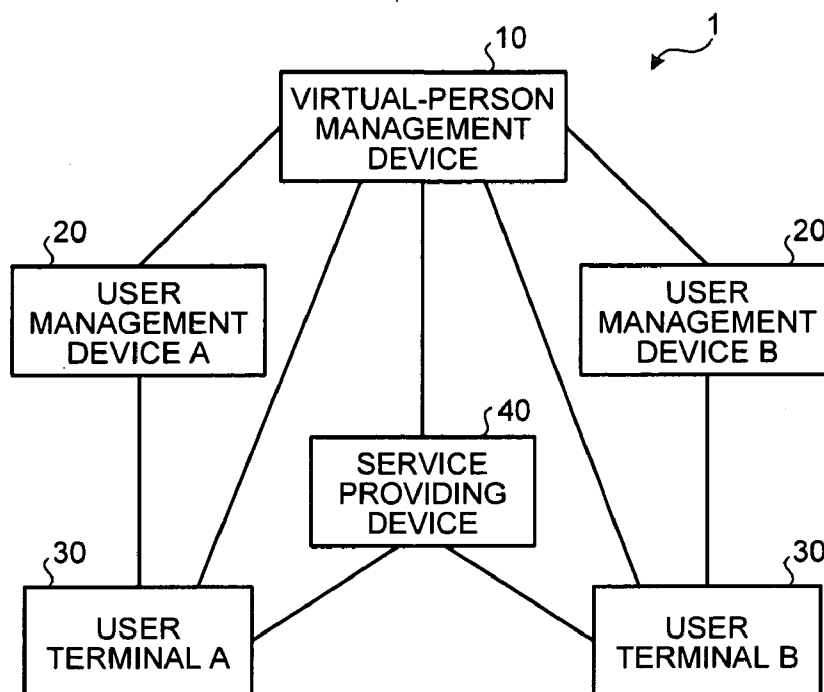 1
10
VIRTUAL-PERSON
MANAGEMENT
DEVICE
20
USER
MANAGEMENT
DEVICE A
20
USER
MANAGEMENT
DEVICE B
40
SERVICE
PROVIDING
DEVICE
30
USER
TERMINAL A
30
USER
TERMINAL B